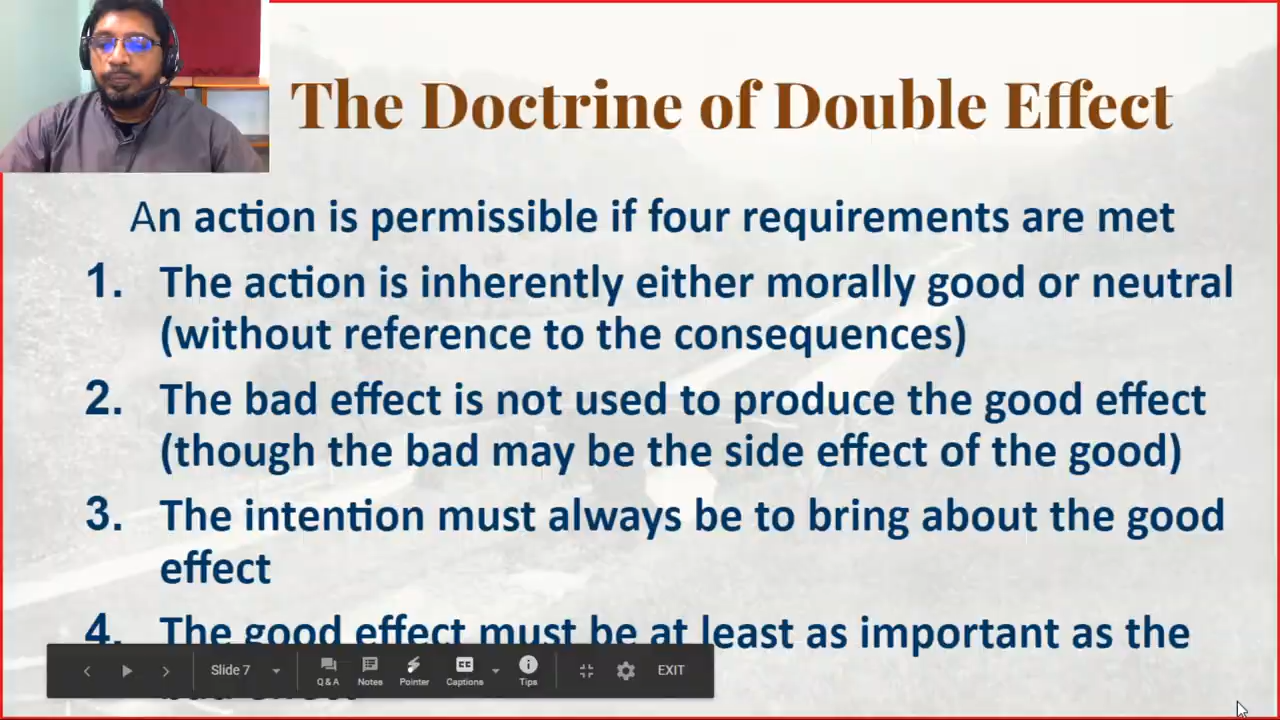 The Doctrine of Double Effect
An action is permissible if four requirements are met
1. The action is inherently either morally good or neutral
(without reference to the consequences)
2. The bad effect is not used to produce the good effect
(though the bad may be the side effect of the good)
3. The intention must always be to bring about the good
effect
4. The good effect must be at least as important as the
bad effect
Slide 7
Q & A
Notes
Pointer
CC
Captions
Tips
EXIT